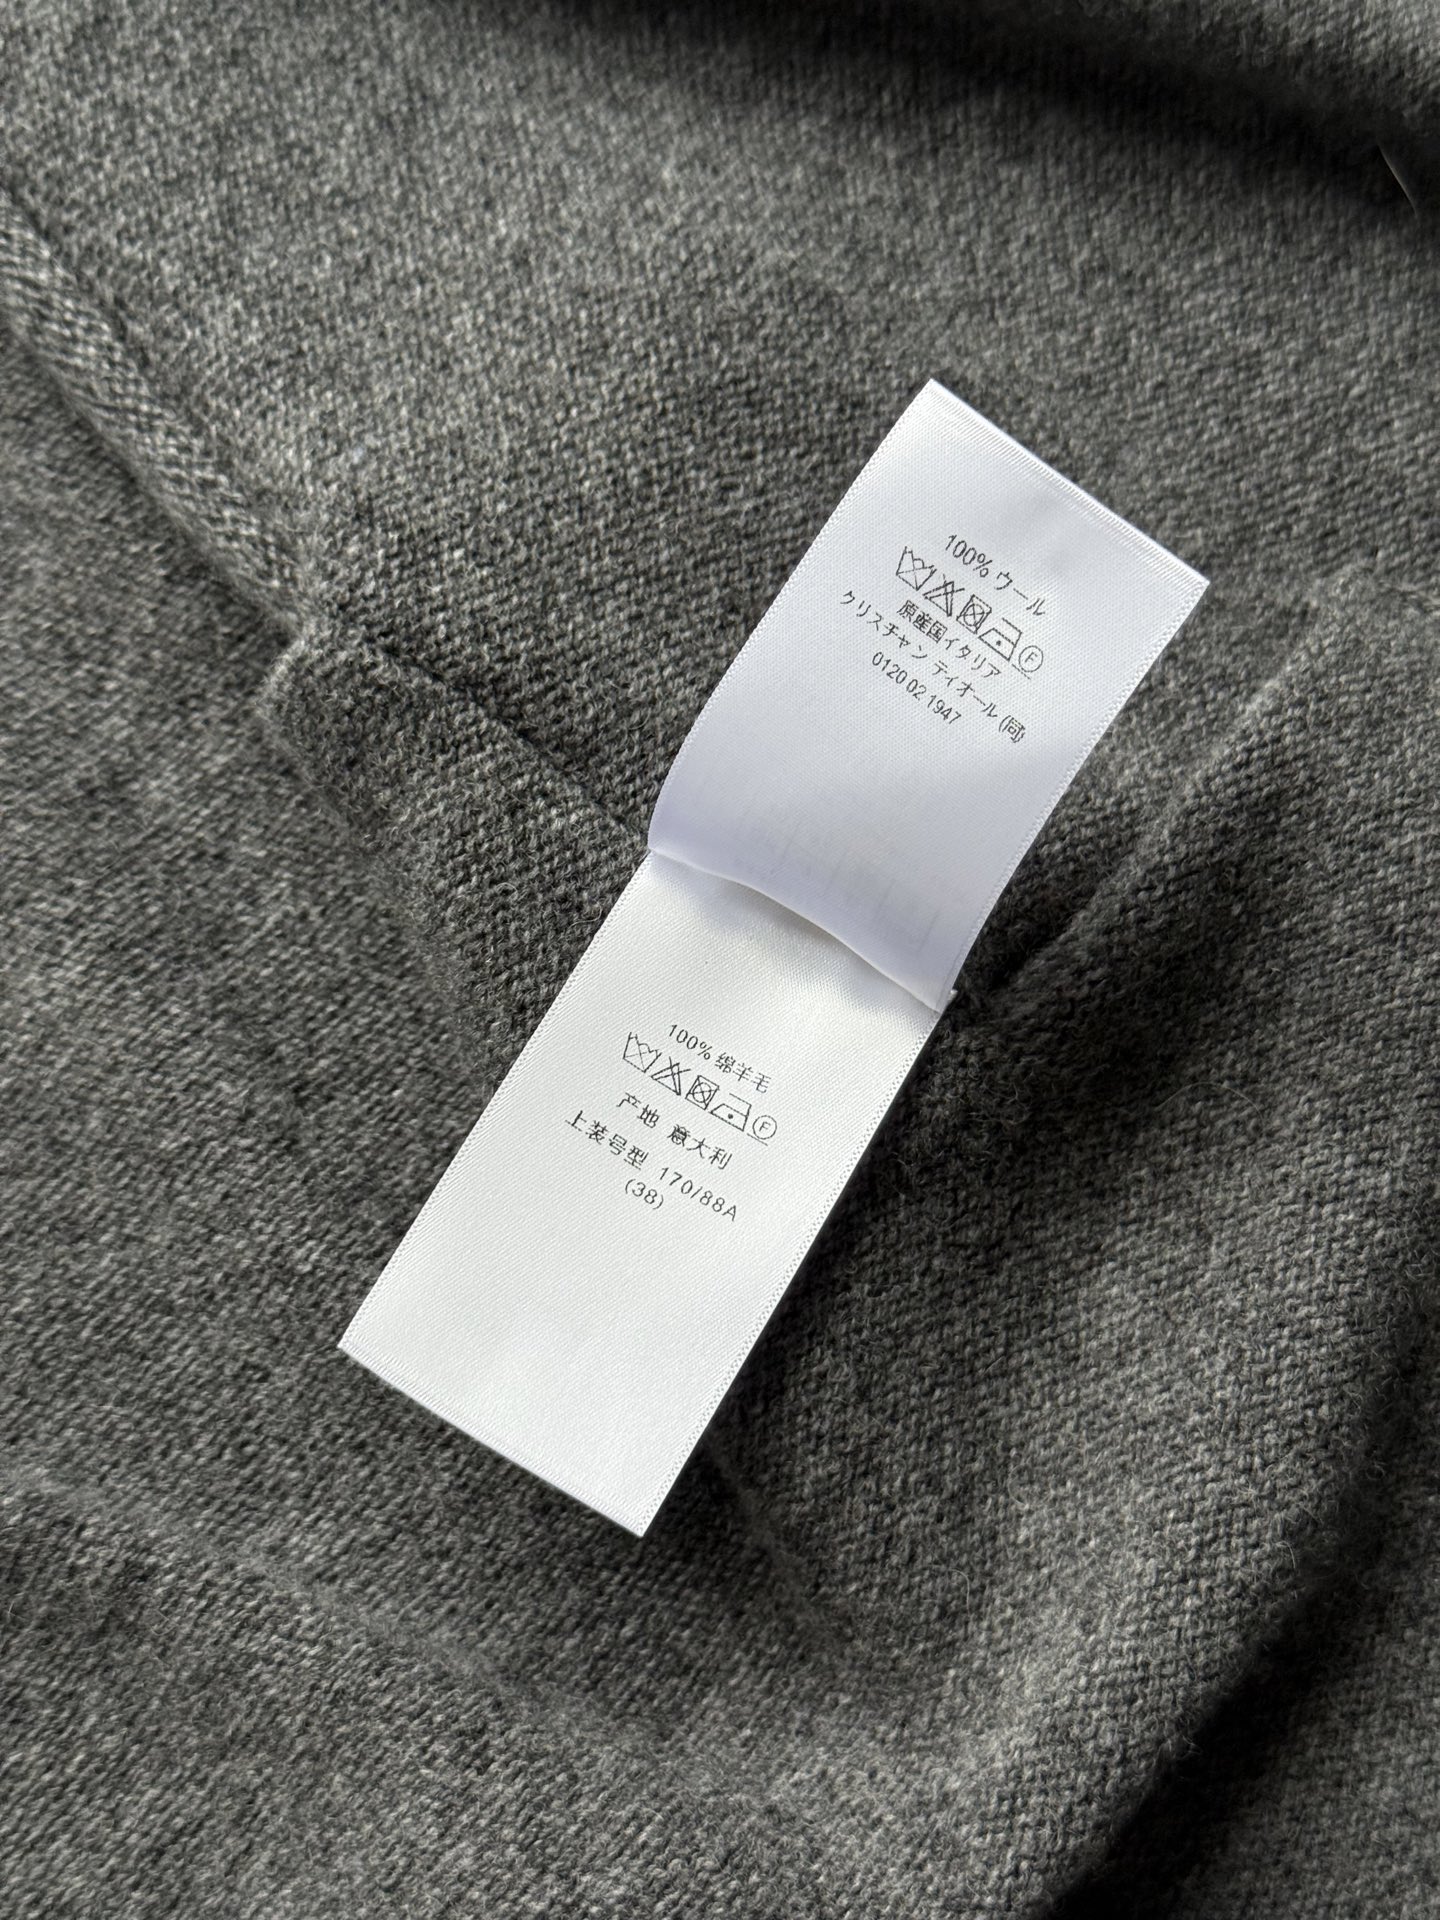 100% ウール
F
原産国イタリア
クリスチャン ディオール (同)
0120 02 1947
100% 绵羊毛
F
产地 意大利
上装号型 170/88A
(38)